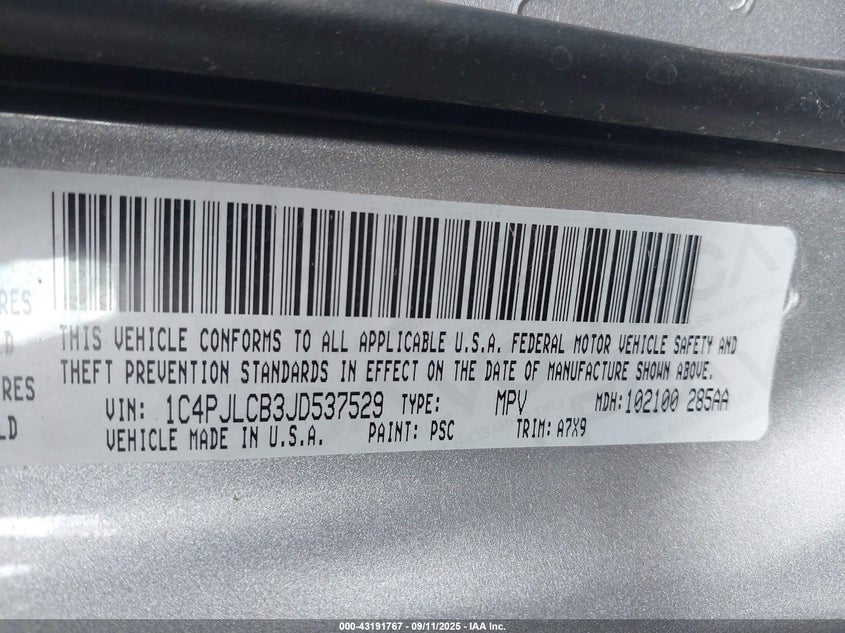 THIS VEHICLE CONFORMS TO ALL APPLICABLE U.S.A. FEDERAL MOTOR VEHICLE SAFETY AND
THEFT PREVENTION STANDARDS IN EFFECT ON THE DATE OF MANUFACTURE SHOWN ABOVE.
VIN: 1C4PJLCB3JD537529 TYPE: MPV MDH:102100 285AA
VEHICLE MADE IN U.S.A. PAINT: PSC TRIM: A7X9
RES
LD
RES
LD
000-43191767 - 09/11/2025 - IAA Inc.